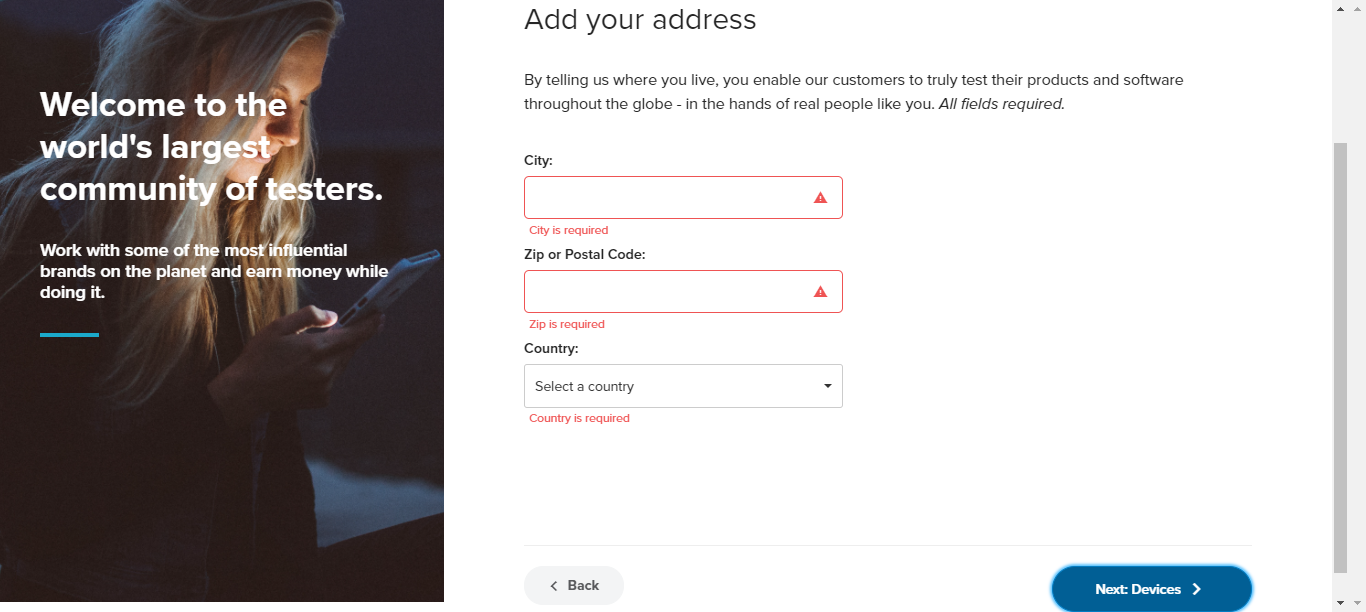 Welcome to the
world's largest
community of testers.
Work with some of the most influential
brands on the planet and earn money while
doing it.
Add your address
By telling us where you live, you enable our customers to truly test their products and software
throughout the globe - in the hands of real people like you. All fields required.
City:
City is required
Zip or Postal Code:
Zip is required
Country:
Select a country
Country is required
Back
Next: Devices